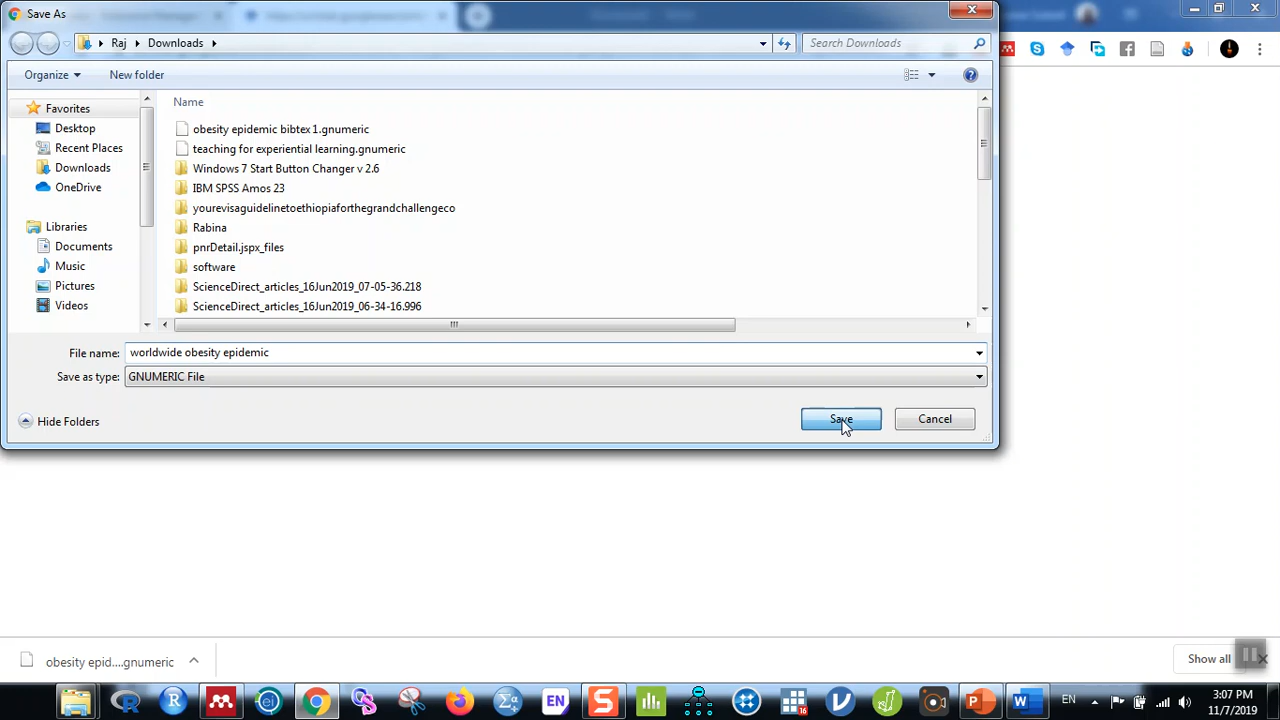 Save As
Raj
Downloads
Search Downloads
Organize
New folder
Name
Favorites
Desktop
Recent Places
Downloads
OneDrive
Libraries
Documents
Music
Pictures
Videos
obesity epidemic bibtex 1.gnumeric
teaching for experiential learning.gnumeric
Windows 7 Start Button Changer v 2.6
IBM SPSS Amos 23
yourevisaguidelinetoethiopiaforthegrandchallengeco
Rabina
pnrDetail.jspx_files
software
ScienceDirect_articles_16Jun2019_07-05-36.218
ScienceDirect_articles_16Jun2019_06-34-16.996
File name: worldwide obesity epidemic
Save as type: GNUMERIC File
Hide Folders
Save
Cancel
obesity epid....gnumeric
Show all
EN
EN
3:07 PM
11/7/2019